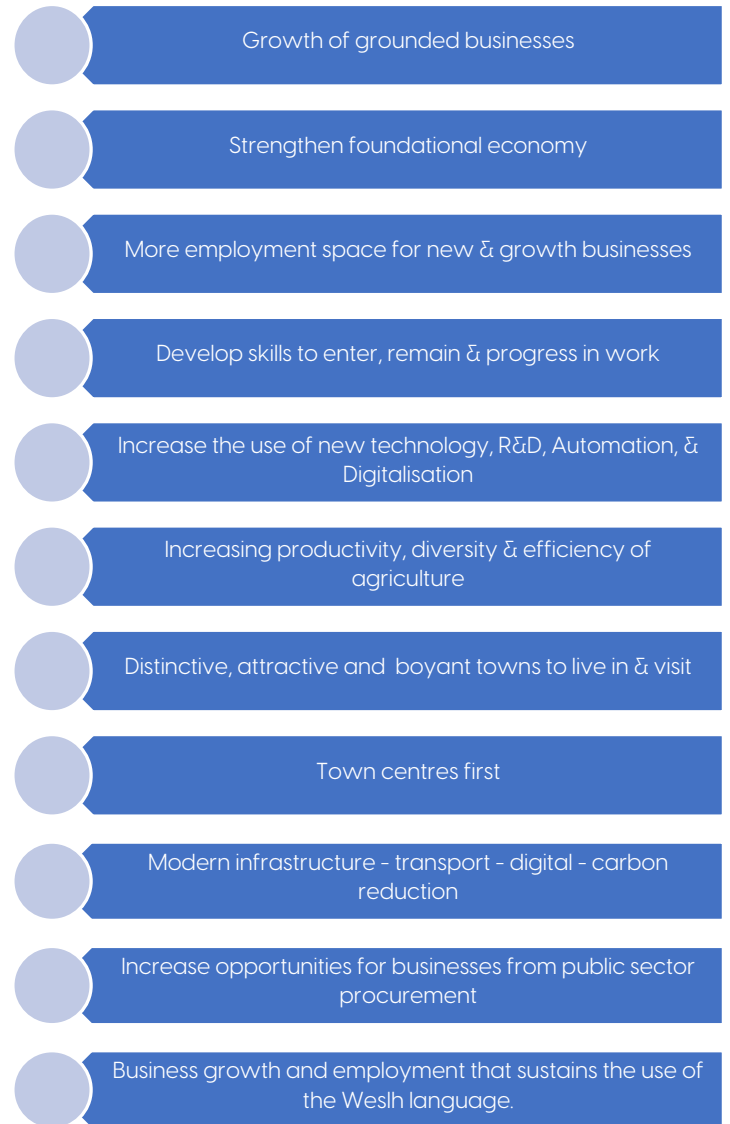 Growth of grounded businesses
Strengthen foundational economy
More employment space for new & growth businesses
Develop skills to enter, remain & progress in work
Increase the use of new technology, R&D, Automation, &
Digitalisation
Increasing productivity, diversity & efficiency of
agriculture
Distinctive, attractive and boyant towns to live in & visit
Town centres first
Modern infrastructure - transport - digital - carbon
reduction
Increase opportunities for businesses from public sector
procurement
Business growth and employment that sustains the use of
the Weslh language.